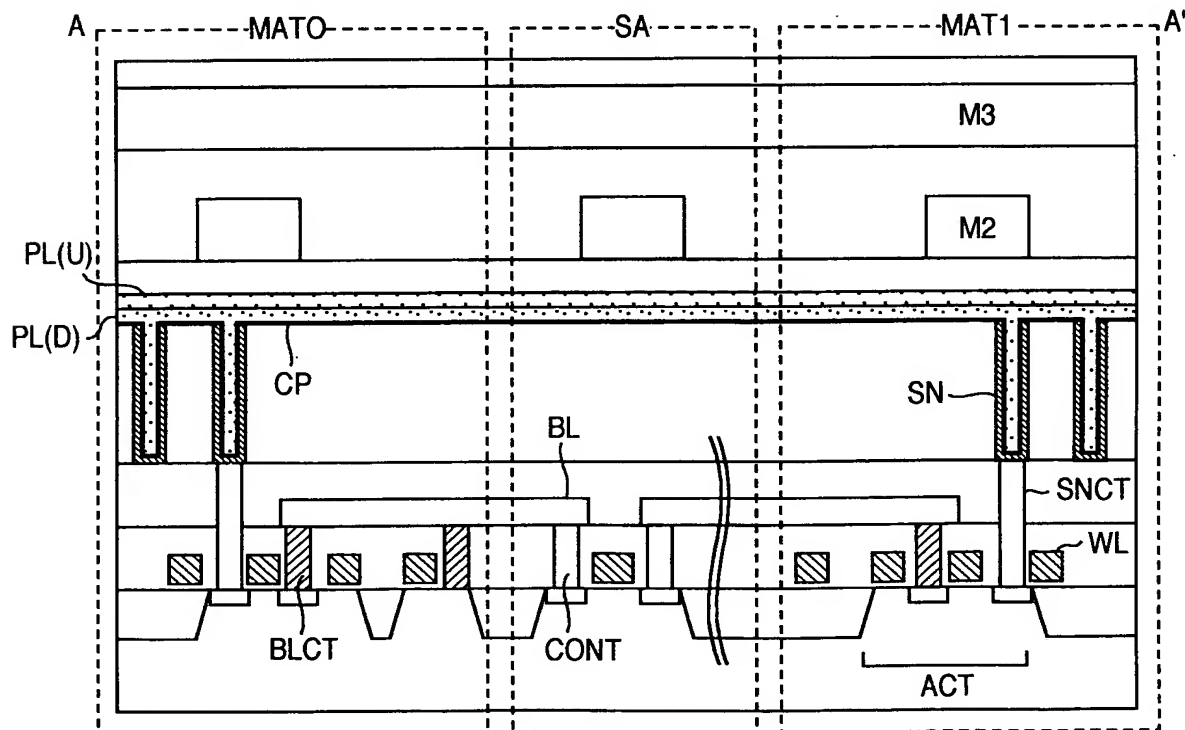 A MAT0 SA MAT1 A'
M3
M2
PL(U)
PL(D)
CP
SN
BL
SNCT
WL
BLCT
CONT
ACT